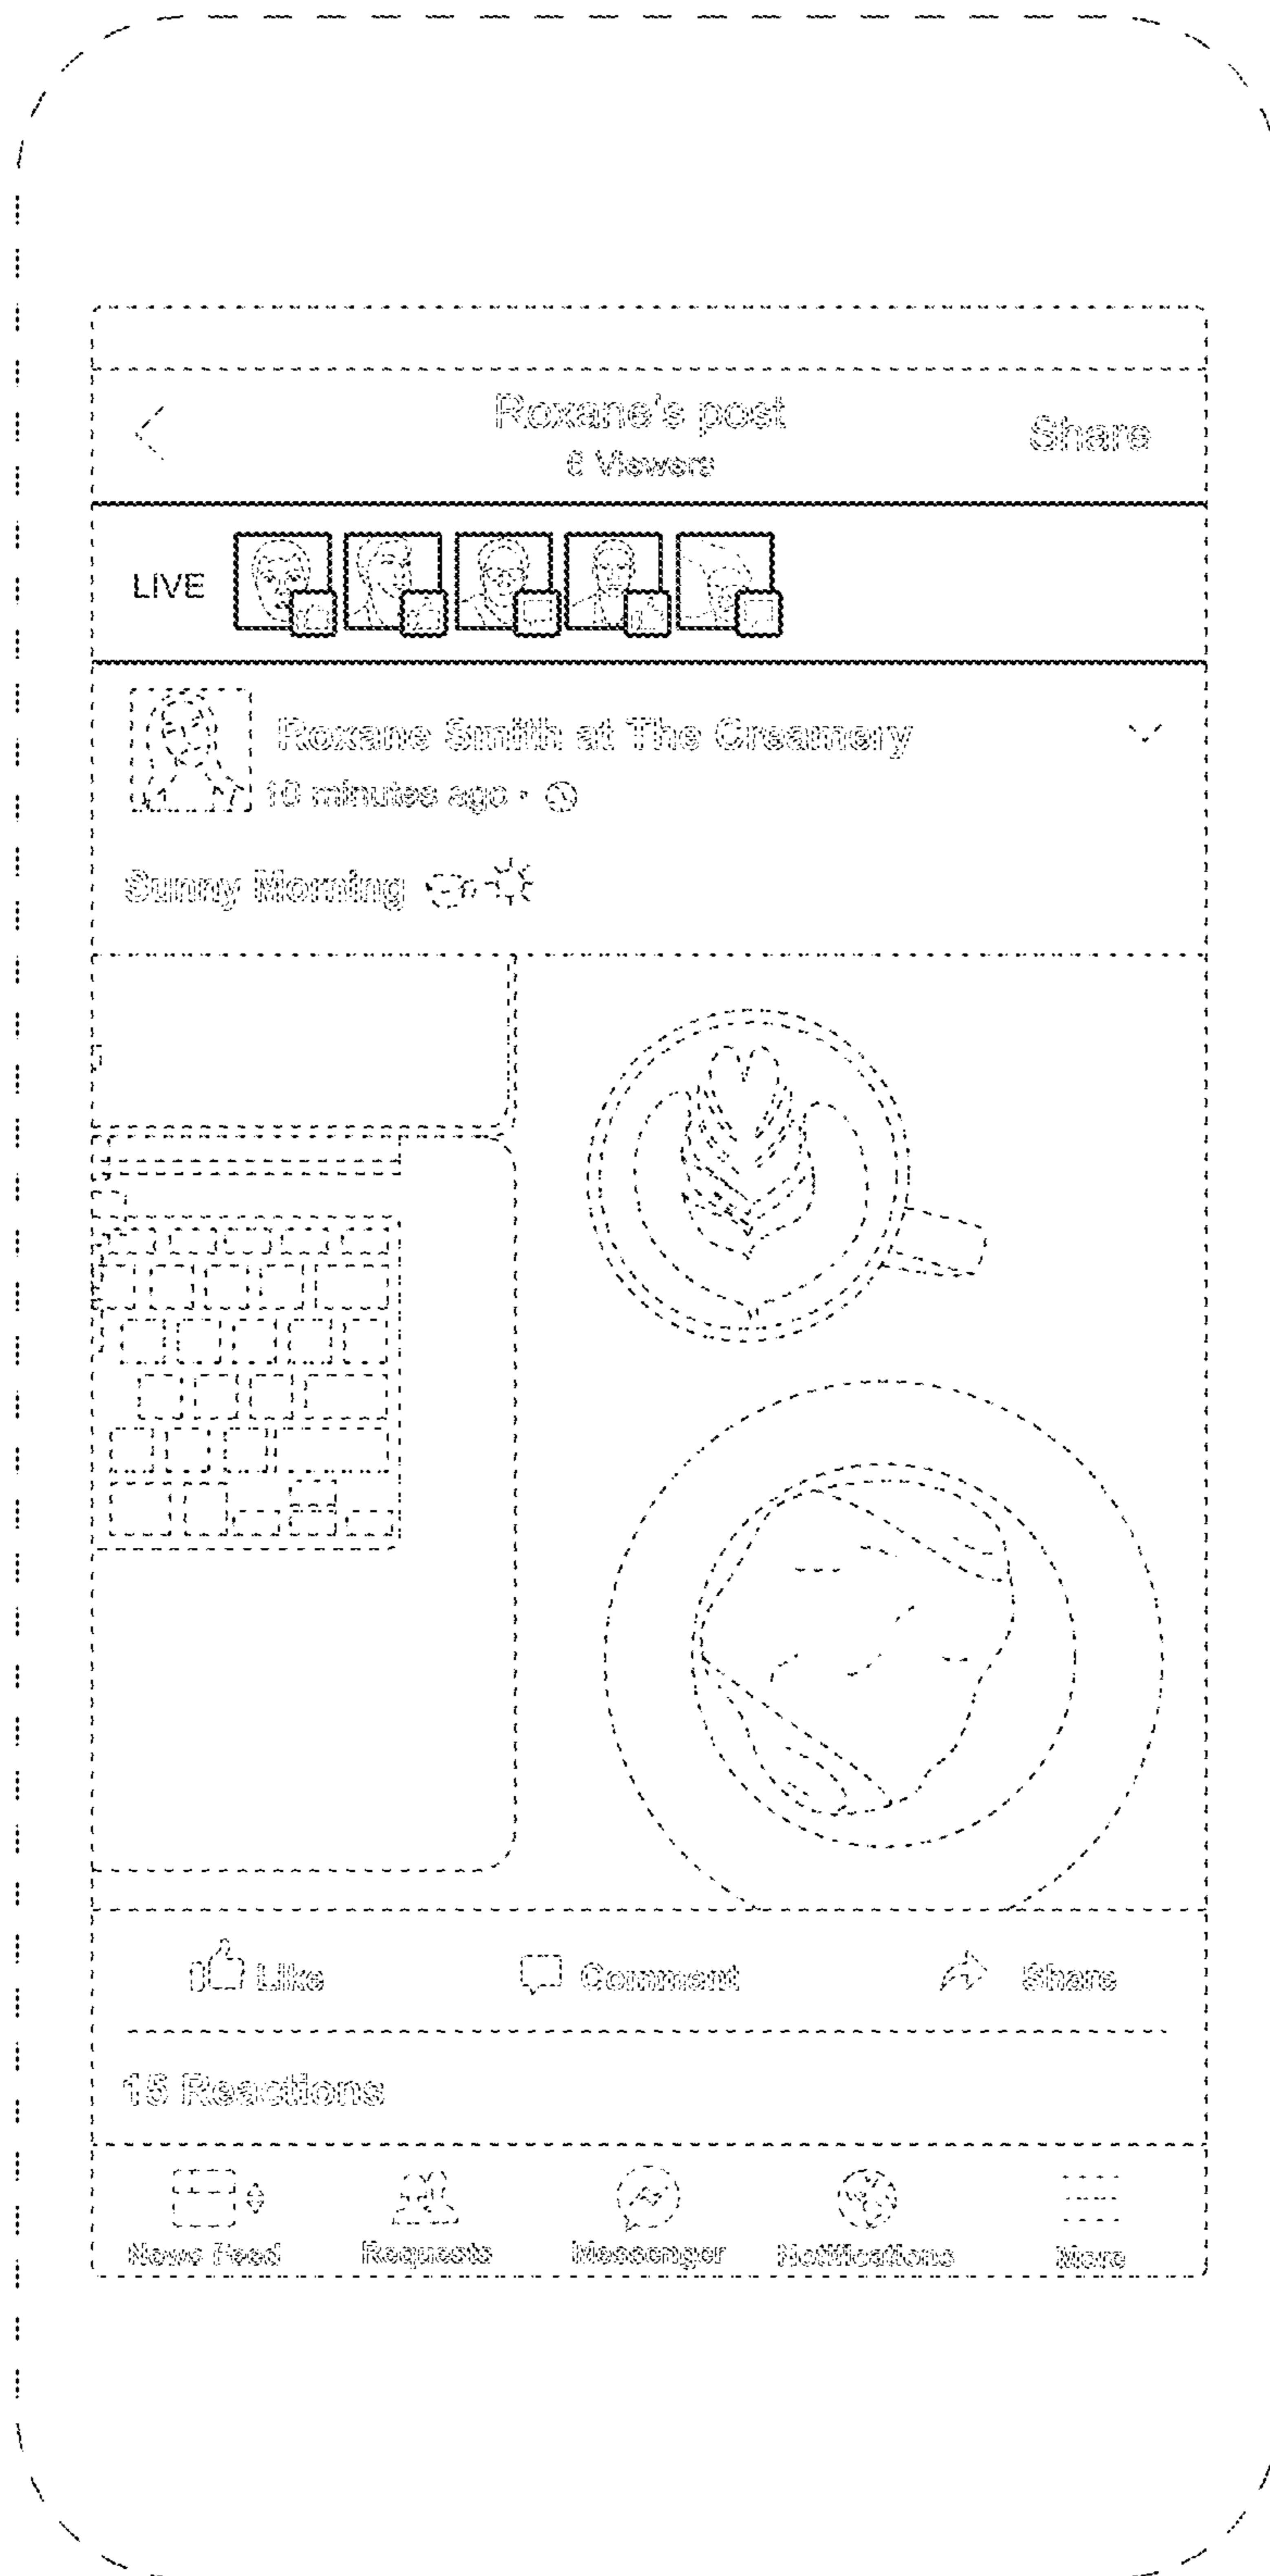 Roxane's post
Share
6 Viewers
LIVE
Roxane Smith at The Creamery
10 minutes ago •
Sunny Morning
Like
Comment
Share
15 Reactions
News Feed
Requests
Messenger
Notifications
More